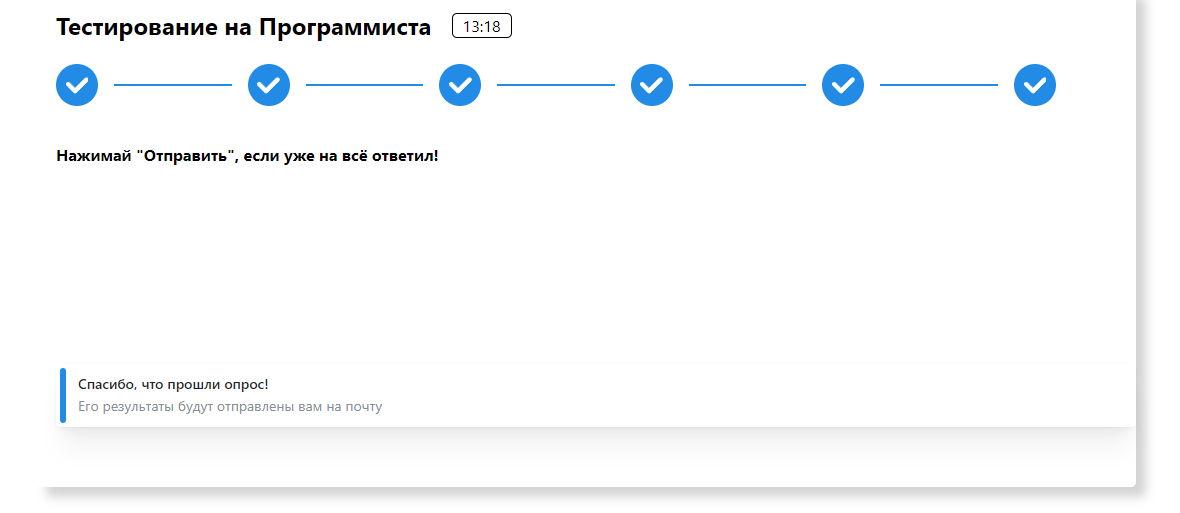 Тестирование на Программиста 13:18
Нажимай "Отправить", если уже на всё ответил!
Спасибо, что прошли опрос!
Его результаты будут отправлены вам на почту